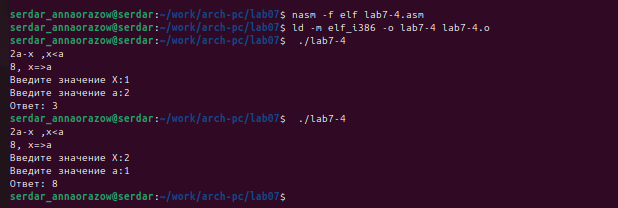 serdar_annaorazow@serdar:~/work/arch-pc/lab07$ nasm -f elf lab7-4.asm
serdar_annaorazow@serdar:~/work/arch-pc/lab07$ ld -m elf_i386 -o lab7-4 lab7-4.o
serdar_annaorazow@serdar:~/work/arch-pc/lab07$  ./lab7-4
2a-x ,x<a
8, x=>a
Введите значение X:1
Введите значение a:2
Ответ: 3
serdar_annaorazow@serdar:~/work/arch-pc/lab07$  ./lab7-4
2a-x ,x<a
8, x=>a
Введите значение X:2
Введите значение a:1
Ответ: 8
serdar_annaorazow@serdar:~/work/arch-pc/lab07$